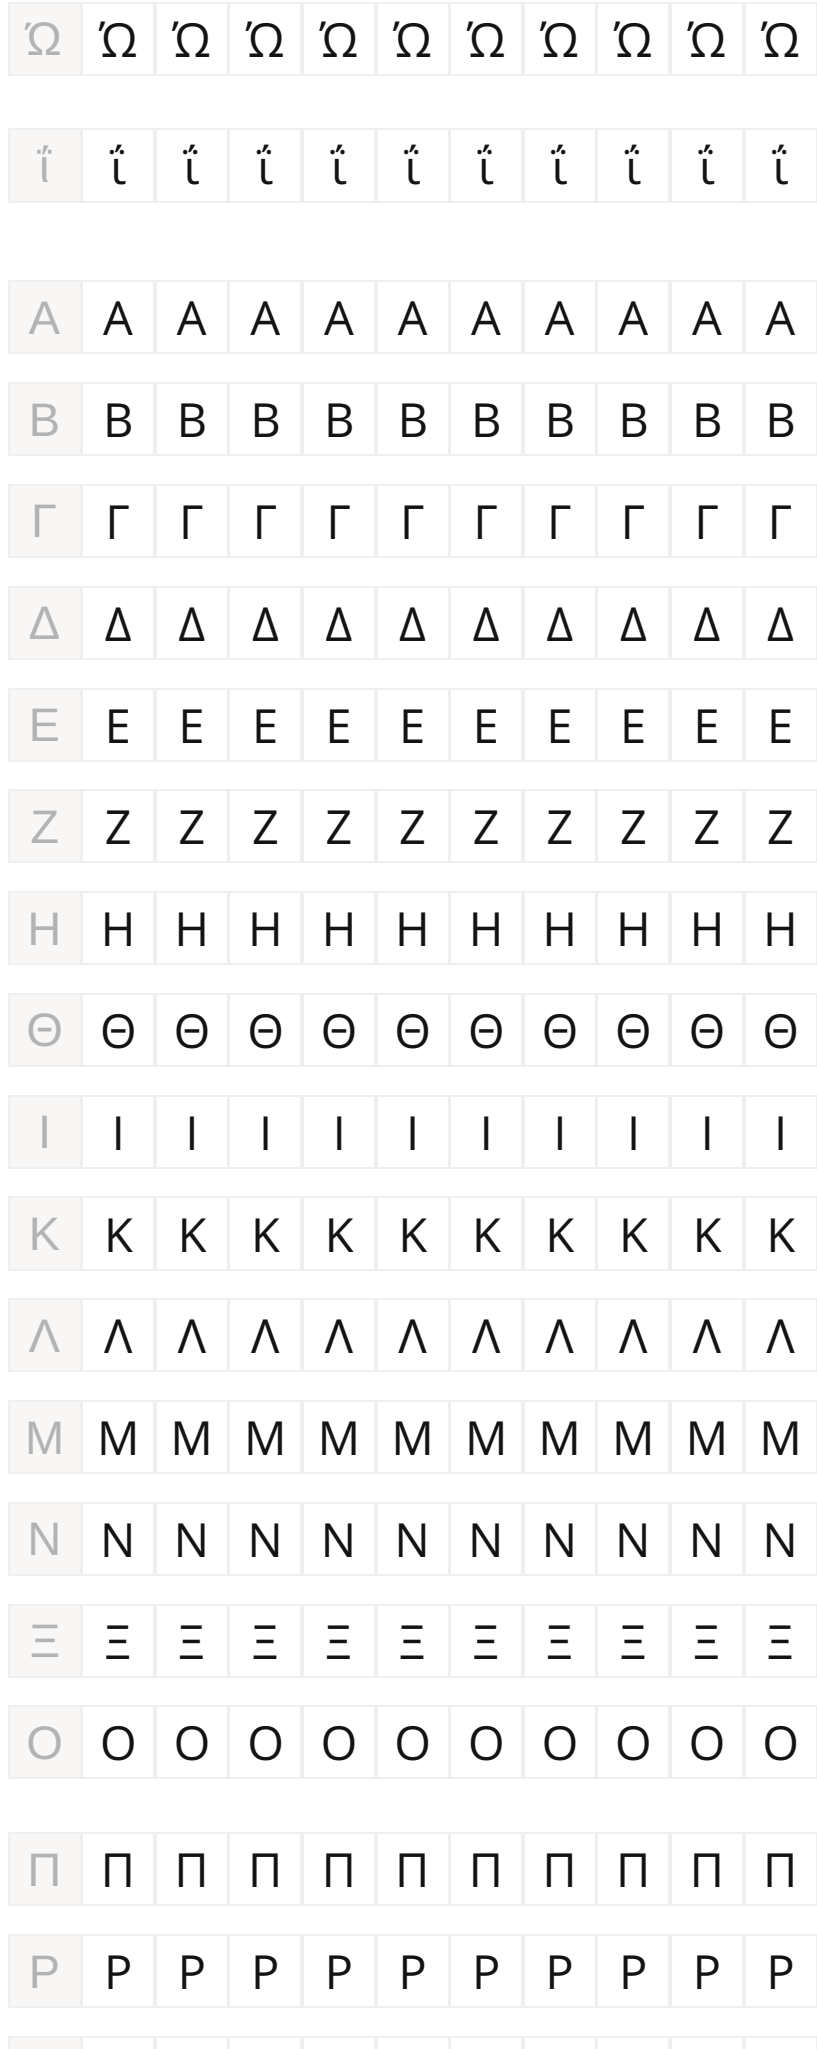 Ώ Ώ Ώ Ώ Ώ Ώ Ώ Ώ Ώ Ώ Ώ
ΐ ΐ ΐ ΐ ΐ ΐ ΐ ΐ ΐ ΐ ΐ
Α Α Α Α Α Α Α Α Α Α Α
Β Β Β Β Β Β Β Β Β Β Β
Γ Γ Γ Γ Γ Γ Γ Γ Γ Γ Γ
Δ Δ Δ Δ Δ Δ Δ Δ Δ Δ Δ
Ε Ε Ε Ε Ε Ε Ε Ε Ε Ε Ε
Ζ Ζ Ζ Ζ Ζ Ζ Ζ Ζ Ζ Ζ Ζ
Η Η Η Η Η Η Η Η Η Η Η
Θ Θ Θ Θ Θ Θ Θ Θ Θ Θ Θ
Ι Ι Ι Ι Ι Ι Ι Ι Ι Ι Ι
Κ Κ Κ Κ Κ Κ Κ Κ Κ Κ Κ
Λ Λ Λ Λ Λ Λ Λ Λ Λ Λ Λ
Μ Μ Μ Μ Μ Μ Μ Μ Μ Μ Μ
Ν Ν Ν Ν Ν Ν Ν Ν Ν Ν Ν
Ξ Ξ Ξ Ξ Ξ Ξ Ξ Ξ Ξ Ξ Ξ
Ο Ο Ο Ο Ο Ο Ο Ο Ο Ο Ο
Π Π Π Π Π Π Π Π Π Π Π
Ρ Ρ Ρ Ρ Ρ Ρ Ρ Ρ Ρ Ρ Ρ